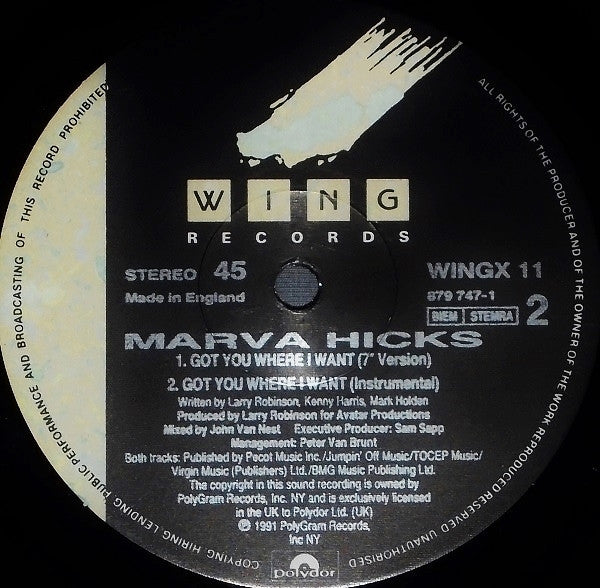 WING
RECORDS
STEREO 45
Made in England
WINGX 11
879 747-1
BIEM STEMRA 2
MARVA HICKS
1. GOT YOU WHERE I WANT (7" Version)
2. GOT YOU WHERE I WANT (Instrumental)
Written by Larry Robinson, Kenny Harris, Mark Holden
Produced by Larry Robinson for Avatar Productions
Mixed by John Van Nest Executive Producer: Sam Sapp
Management: Peter Van Brunt
Both tracks: Published by Pecot Music Inc./Jumpin' Off Music/TOCEP Music/
Virgin Music (Publishers) Ltd./BMG Music Publishing Ltd.
The copyright in this sound recording is owned by
PolyGram Records, Inc. NY and is exclusively licensed
in the UK to Polydor Ltd. (UK)
℗ 1991 PolyGram Records,
Inc NY
polydor
ALL RIGHTS OF THE PRODUCER AND OF THE OWNER OF THE WORK REPRODUCED RESERVED UNAUTHORISED COPYING HIRING LENDING PUBLIC PERFORMANCE AND BROADCASTING OF THIS RECORD PROHIBITED